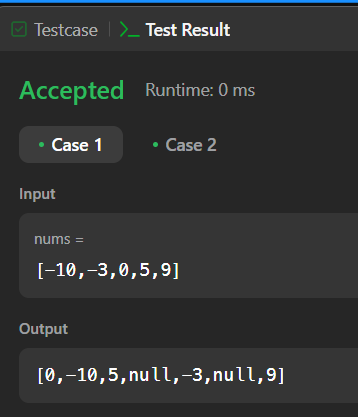 Testcase | Test Result
Accepted Runtime: 0 ms
• Case 1 • Case 2
Input
nums =
[-10,-3,0,5,9]
Output
[0,-10,5,null,-3,null,9]